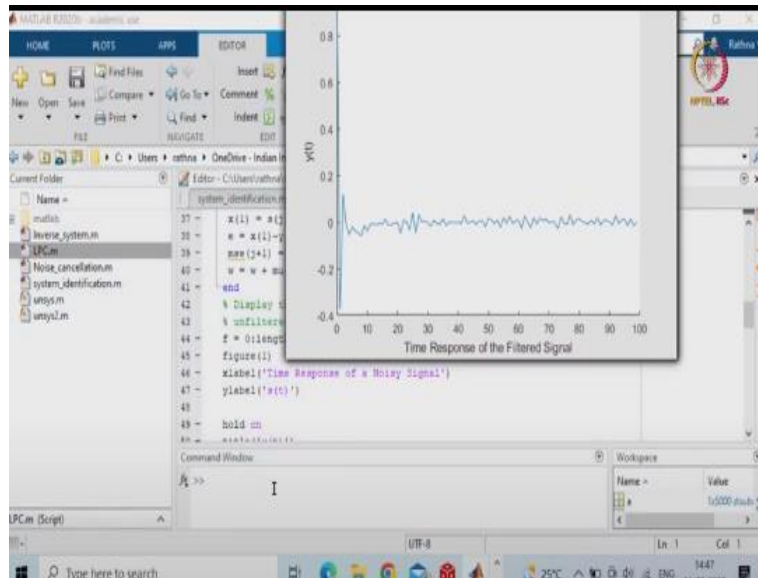 MATLAB R2020b - academic use
HOME PLOTS APPS EDITOR
Rathna
New Open Save
Find Files
Compare
Print
Go To
Find
Insert
Comment
Indent
FILE NAVIGATE EDIT
NPTEL, IISc
C: Users rathna OneDrive - Indian In
Current Folder
Name
matlab
Inverse_system.m
LPC.m
Noise_cancellation.m
system_identification.m
unsys.m
unsys2.m
LPC.m (Script)
Editor - C:\Users\rathna\
system_identification.m
37 -
38 - e = x(1)-y
39 -
40 -
41 - end
42 % Display
43 % unfiltere
44 - f = 0:lengt
45 - figure(1)
46 - xlabel('Time Response of a Noisy Signal')
47 - ylabel('s(t)')
48
49 - hold on
0.8
0.6
0.4
0.2
0
-0.2
-0.4
y(t)
0 10 20 30 40 50 60 70 80 90 100
Time Response of the Filtered Signal
Command Window
fx >>
Workspace
Name Value
UTF-8
Ln 1 Col 1
Type here to search
25°C
ENG
14:47